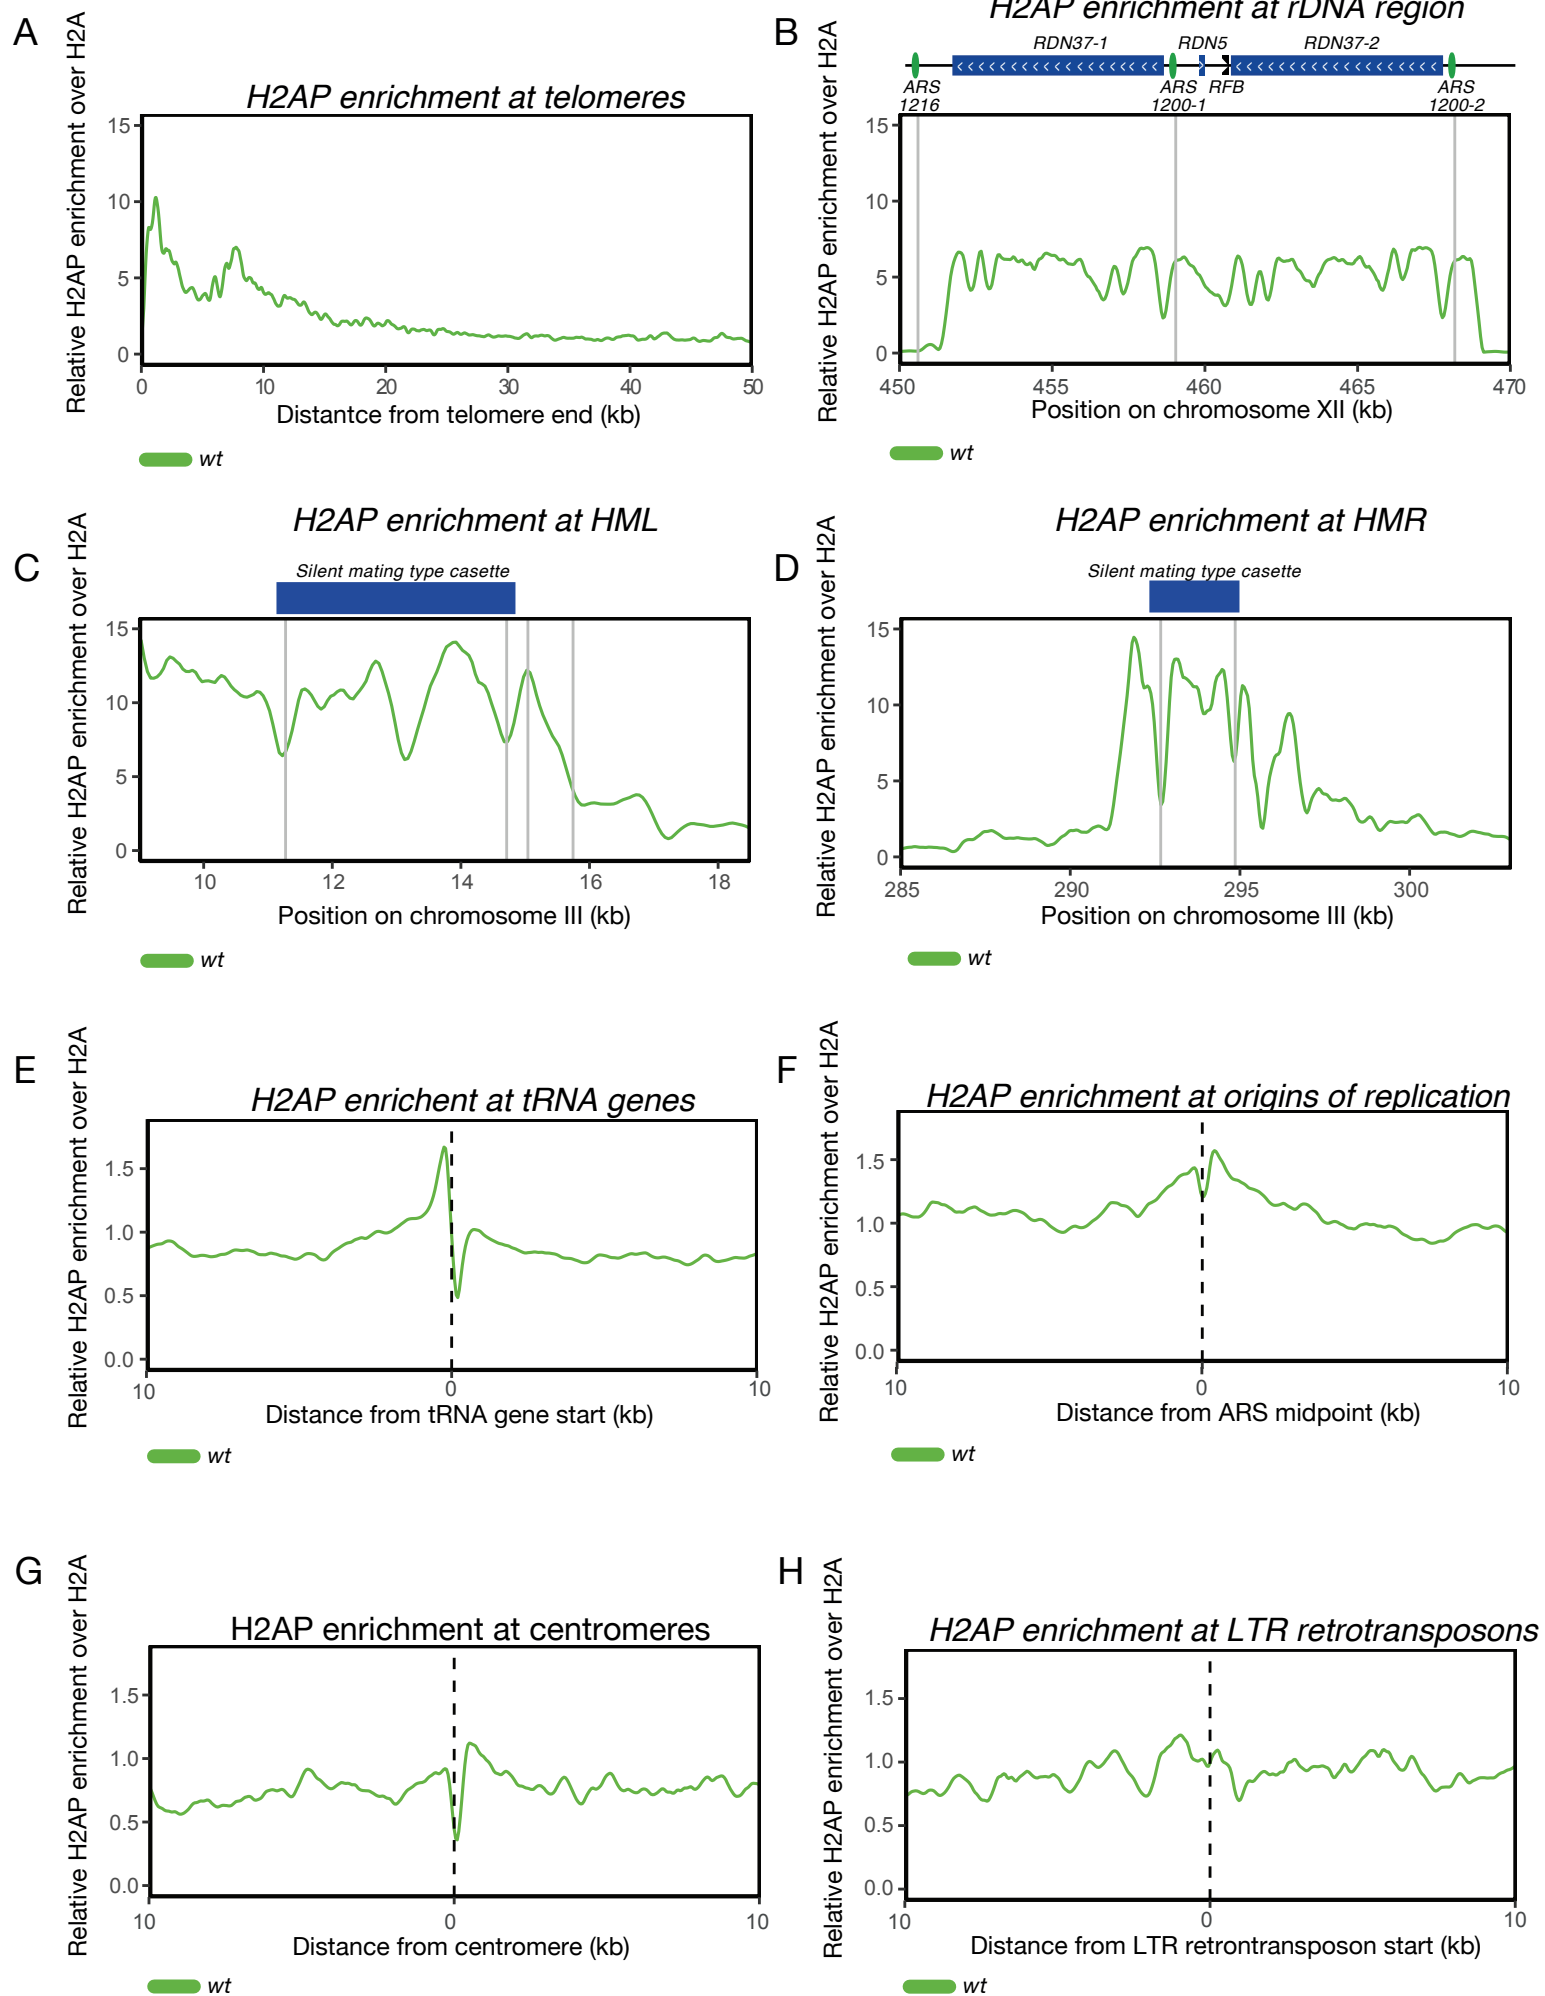 A
H2AP enrichment at telomeres
Relative H2AP enrichment over H2A
15
10
5
0
0 10 20 30 40 50
Distantce from telomere end (kb)
wt
B
H2AP enrichment at rDNA region
RDN37-1 RDN5 RDN37-2
ARS ARS RFB ARS
1216 1200-1 1200-2
Relative H2AP enrichment over H2A
15
10
5
0
450 455 460 465 470
Position on chromosome XII (kb)
wt
C
H2AP enrichment at HML
Silent mating type casette
Relative H2AP enrichment over H2A
15
10
5
0
10 12 14 16 18
Position on chromosome III (kb)
wt
D
H2AP enrichment at HMR
Silent mating type casette
Relative H2AP enrichment over H2A
15
10
5
0
285 290 295 300
Position on chromosome III (kb)
wt
E
H2AP enrichent at tRNA genes
Relative H2AP enrichment over H2A
1.5
1.0
0.5
0.0
10 0 10
Distance from tRNA gene start (kb)
wt
F
H2AP enrichment at origins of replication
Relative H2AP enrichment over H2A
1.5
1.0
0.5
0.0
10 0 10
Distance from ARS midpoint (kb)
wt
G
H2AP enrichment at centromeres
Relative H2AP enrichment over H2A
1.5
1.0
0.5
0.0
10 0 10
Distance from centromere (kb)
wt
H
H2AP enrichment at LTR retrotransposons
Relative H2AP enrichment over H2A
1.5
1.0
0.5
0.0
10 0 10
Distance from LTR retrontransposon start (kb)
wt